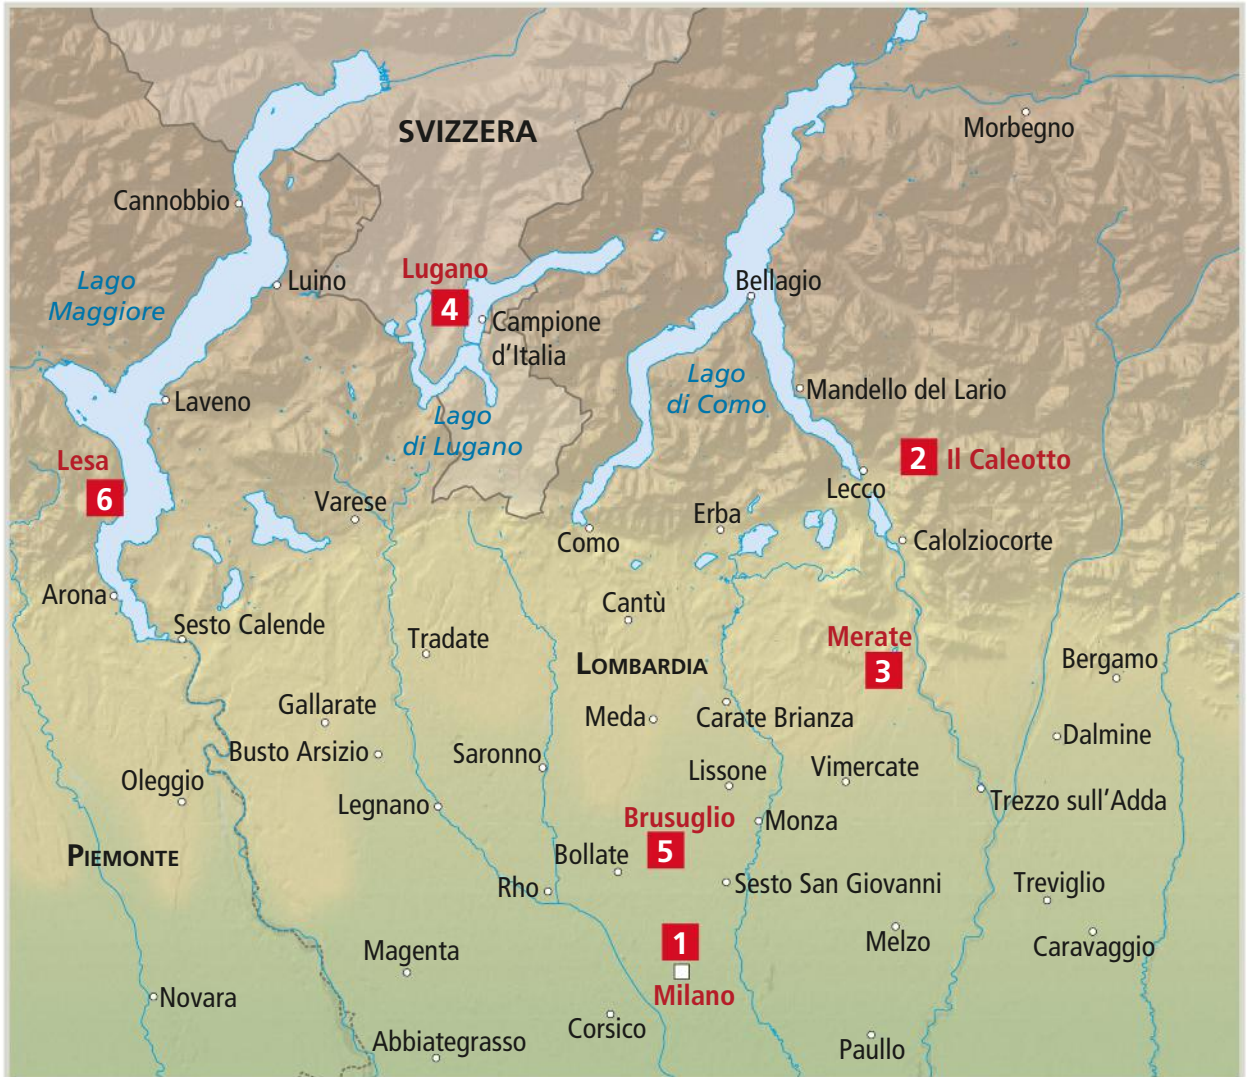 SVIZZERA
Morbegno
Cannobbio
Lago
Maggiore
Luino
Lugano
4
Campione
d'Italia
Bellagio
Lago
di Como
Mandello del Lario
Laveno
Lago
di Lugano
Lesa
6
2 Il Caleotto
Lecco
Varese
Erba
Como
Calolziocorte
Arona
Cantù
Sesto Calende
Tradate
LOMBARDIA
Merate
3
Bergamo
Gallarate
Meda
Carate Brianza
Dalmine
Busto Arsizio
Saronno
Lissone
Vimercate
Oleggio
Legnano
Trezzo sull'Adda
Brusuglio
5
Monza
PIEMONTE
Bollate
Rho
Sesto San Giovanni
Treviglio
1
Milano
Melzo
Caravaggio
Magenta
Novara
Corsico
Abbiategrasso
Paullo